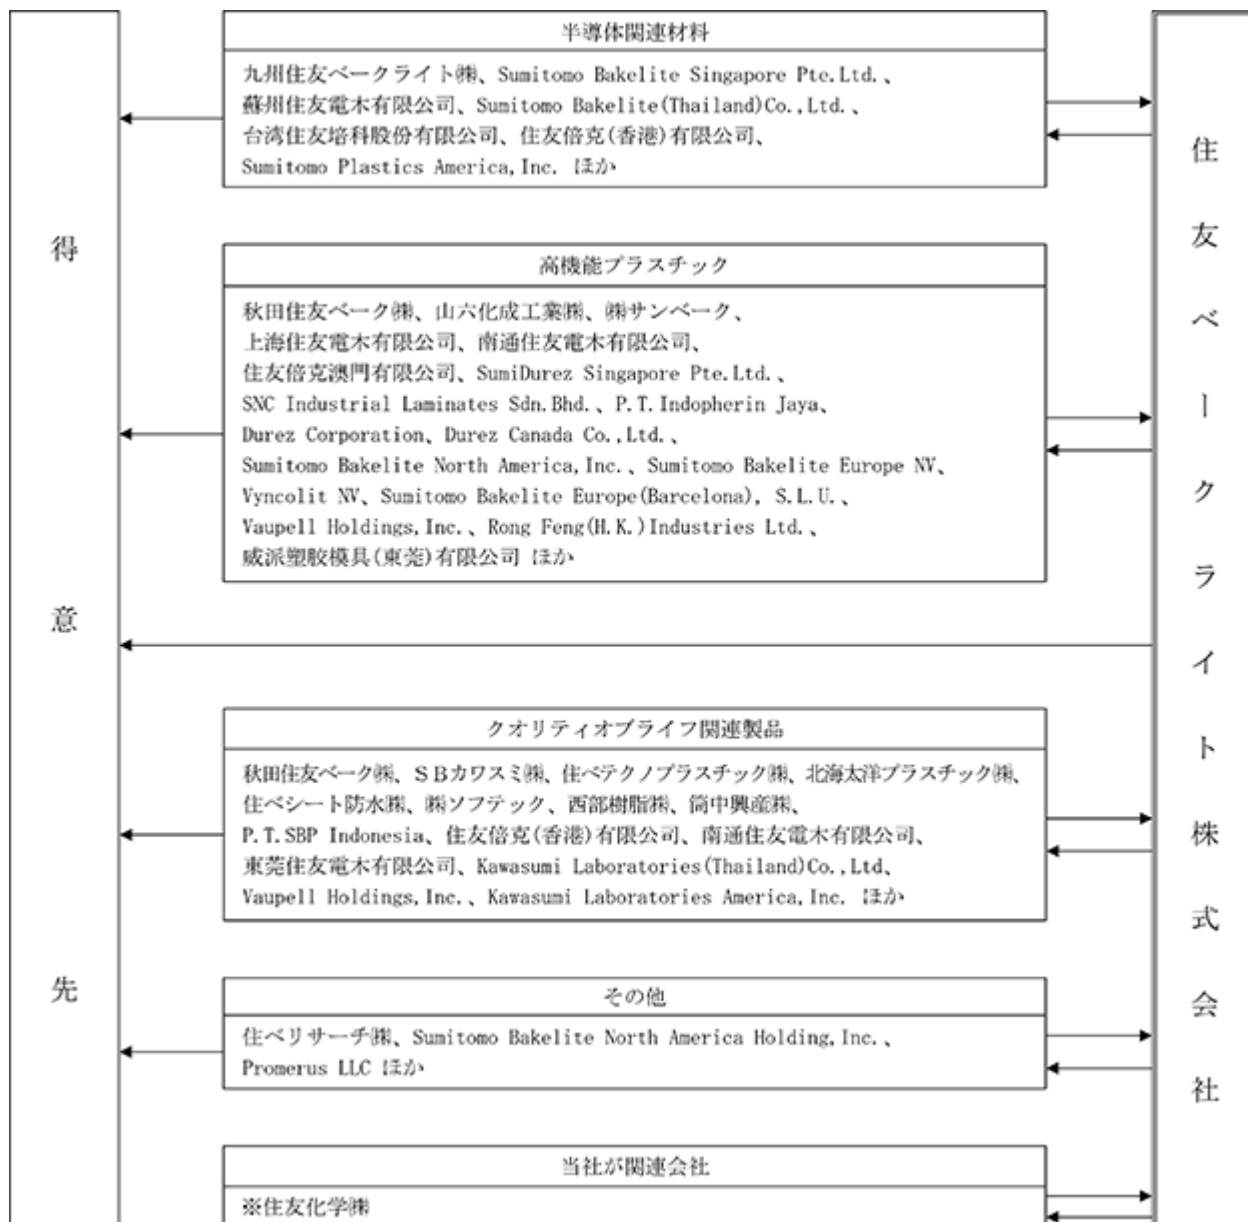 得意先
半導体関連材料
九州住友ベークライト㈱、Sumitomo Bakelite Singapore Pte.Ltd.、
蘇州住友電木有限公司、Sumitomo Bakelite(Thailand)Co.,Ltd.、
台湾住友培科股份有限公司、住友倍克(香港)有限公司、
Sumitomo Plastics America,Inc. ほか
高機能プラスチック
秋田住友ベーク㈱、山六化成工業㈱、㈱サンベーク、
上海住友電木有限公司、南通住友電木有限公司、
住友倍克澳門有限公司、SumiDurez Singapore Pte.Ltd.、
SNC Industrial Laminates Sdn.Bhd.、P.T.Indopherin Jaya、
Durez Corporation、Durez Canada Co.,Ltd.、
Sumitomo Bakelite North America,Inc.、Sumitomo Bakelite Europe NV、
Vyncolit NV、Sumitomo Bakelite Europe(Barcelona), S.L.U.、
Vaupell Holdings,Inc.、Rong Feng(H.K.)Industries Ltd.、
威派塑胶模具(東莞)有限公司 ほか
クオリティオブライフ関連製品
秋田住友ベーク㈱、ＳＢカワスミ㈱、住ベテクノプラスチック㈱、北海太洋プラスチック㈱、
住ベシート防水㈱、㈱ソフテック、西部樹脂㈱、筒中興産㈱、
P.T.SBP Indonesia、住友倍克(香港)有限公司、南通住友電木有限公司、
東莞住友電木有限公司、Kawasumi Laboratories(Thailand)Co.,Ltd、
Vaupell Holdings,Inc.、Kawasumi Laboratories America,Inc. ほか
その他
住ベリサーチ㈱、Sumitomo Bakelite North America Holding,Inc.、
Promerus LLC ほか
当社が関連会社
※住友化学㈱
住友ベークライト株式会社